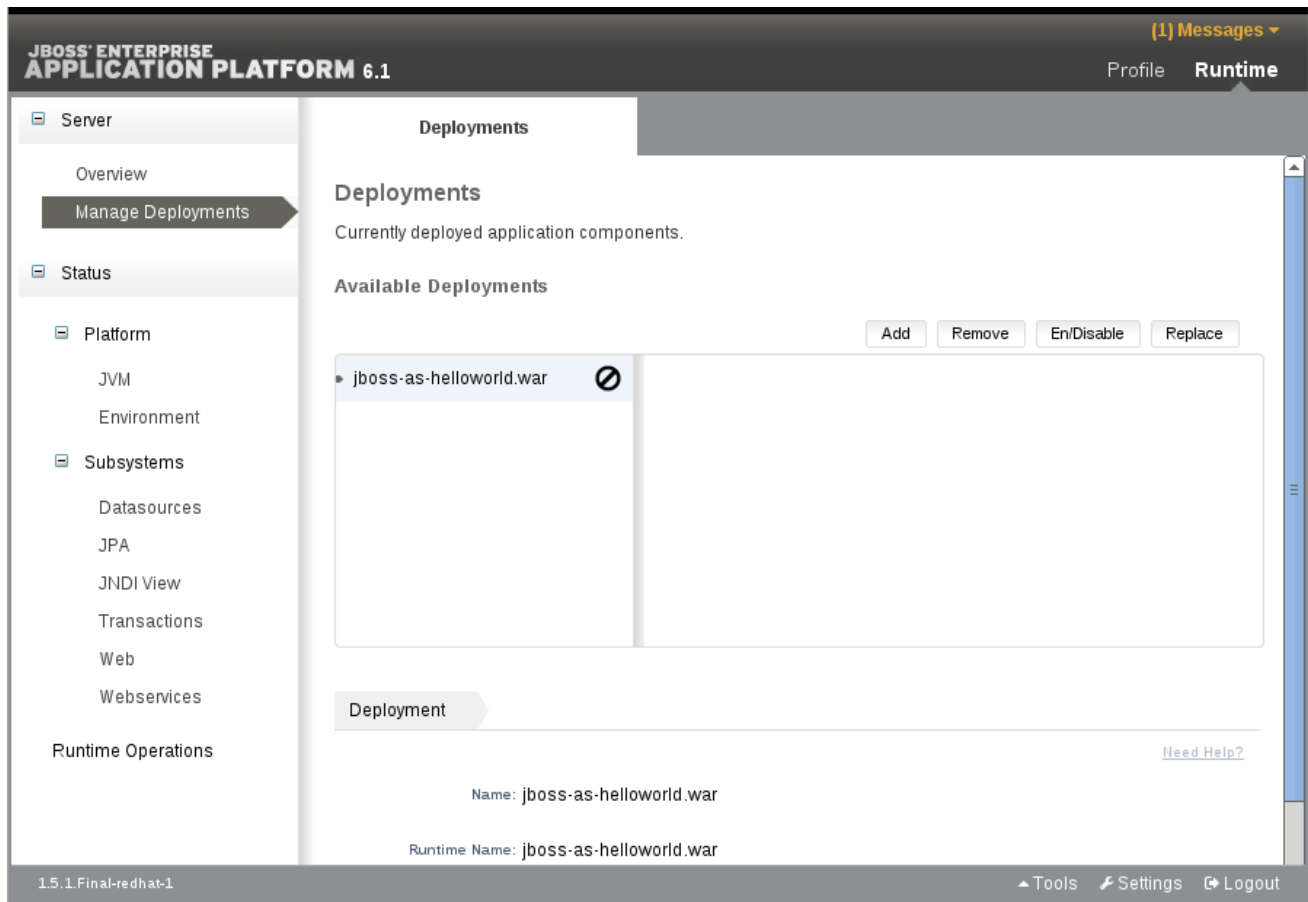 (1) Messages
JBOSS' ENTERPRISE
APPLICATION PLATFORM 6.1
Profile Runtime
Server
Overview
Manage Deployments
Status
Platform
JVM
Environment
Subsystems
Datasources
JPA
JNDI View
Transactions
Web
Webservices
Runtime Operations
Deployments
Deployments
Currently deployed application components.
Available Deployments
Add Remove En/Disable Replace
jboss-as-helloworld.war
Deployment
Need Help?
Name: jboss-as-helloworld.war
Runtime Name: jboss-as-helloworld.war
1.5.1.Final-redhat-1
Tools Settings Logout